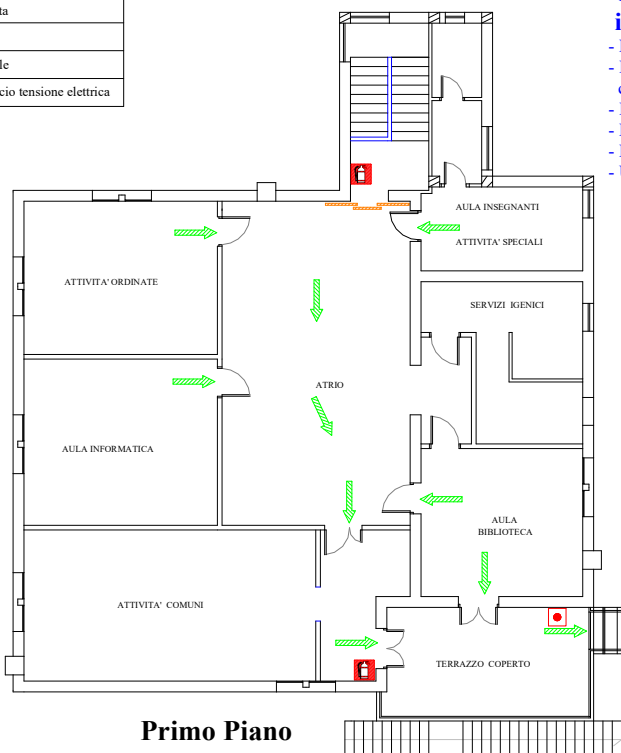 ta
le
cio tensione elettrica
i
- I
- I
c
- I
- I
- I
- U
AULA INSEGNANTI
ATTIVITA' SPECIALI
ATTIVITA' ORDINATE
SERVIZI IGENICI
ATRIO
AULA INFORMATICA
AULA
BIBLIOTECA
ATTIVITA' COMUNI
TERRAZZO COPERTO
Primo Piano